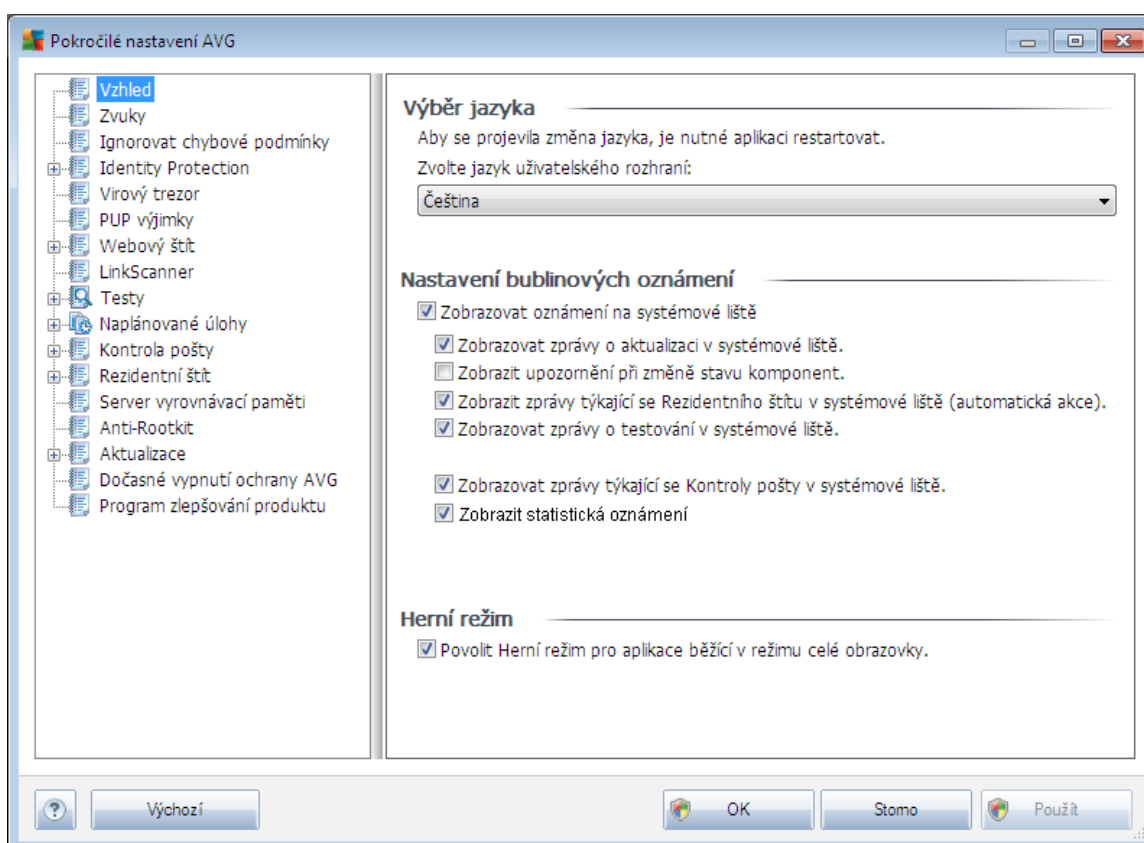 Pokročilé nastavení AVG
Vzhled
Zvuky
Ignorovat chybové podmínky
Identity Protection
Virový trezor
PUP výjimky
Webový štít
LinkScanner
Testy
Naplánované úlohy
Kontrola pošty
Rezidentní štít
Server vyrovnávací paměti
Anti-Rootkit
Aktualizace
Dočasné vypnutí ochrany AVG
Program zlepšování produktu
Výběr jazyka
Aby se projevila změna jazyka, je nutné aplikaci restartovat.
Zvolte jazyk uživatelského rozhraní:
Čeština
Nastavení bublinových oznámení
Zobrazovat oznámení na systémové liště
Zobrazovat zprávy o aktualizaci v systémové liště.
Zobrazit upozornění při změně stavu komponent.
Zobrazit zprávy týkající se Rezidentního štítu v systémové liště (automatická akce).
Zobrazovat zprávy o testování v systémové liště.
Zobrazovat zprávy týkající se Kontroly pošty v systémové liště.
Zobrazit statistická oznámení
Herní režim
Povolit Herní režim pro aplikace běžící v režimu celé obrazovky.
?
Výchozí
OK
Stomo
Použít